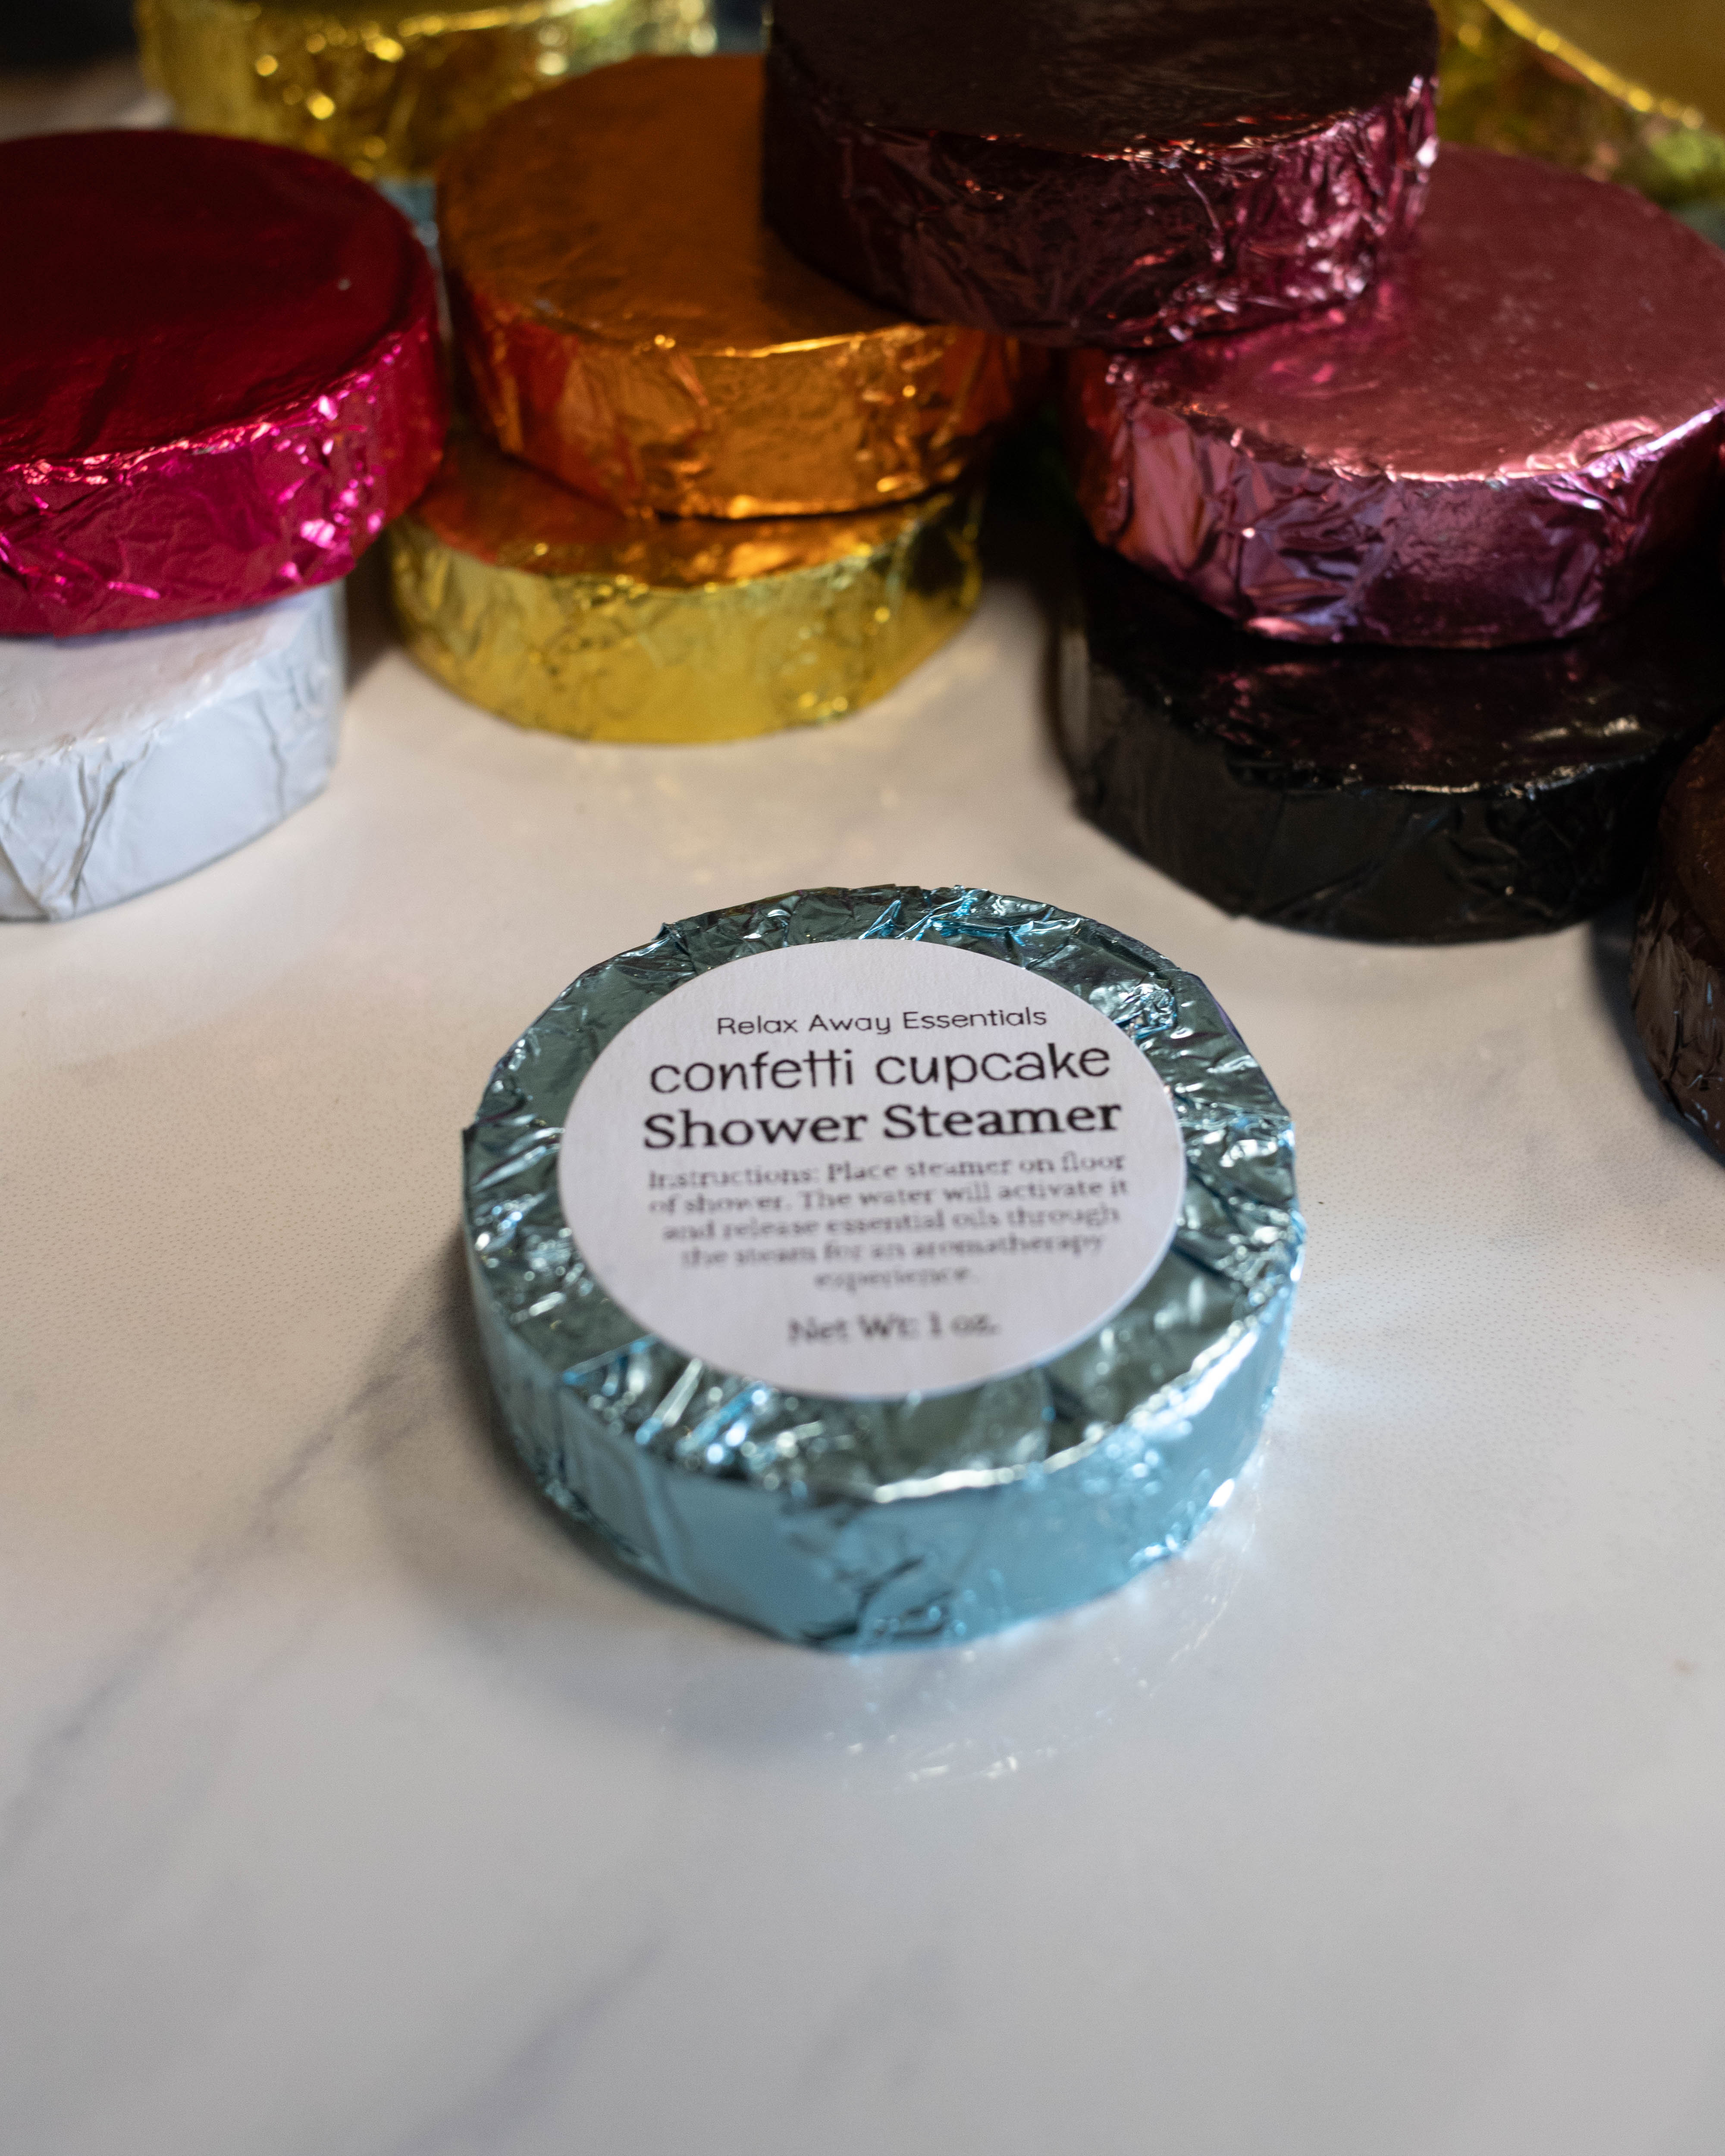 Relax Away Essentials
confetti cupcake
Shower Steamer
Instructions: Place steamer on floor
of shower. The water will activate it
and release essential oils through
the steam for an aromatherapy
experience.
Net Wt: 1 oz.